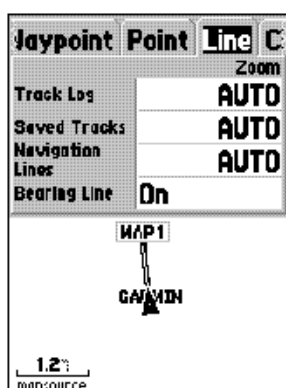 Waypoint Point Line C
Zoom
Track Log AUTO
Saved Tracks AUTO
Navigation
Lines AUTO
Bearing Line On
MAP1
GARMIN
1.2
mapsource